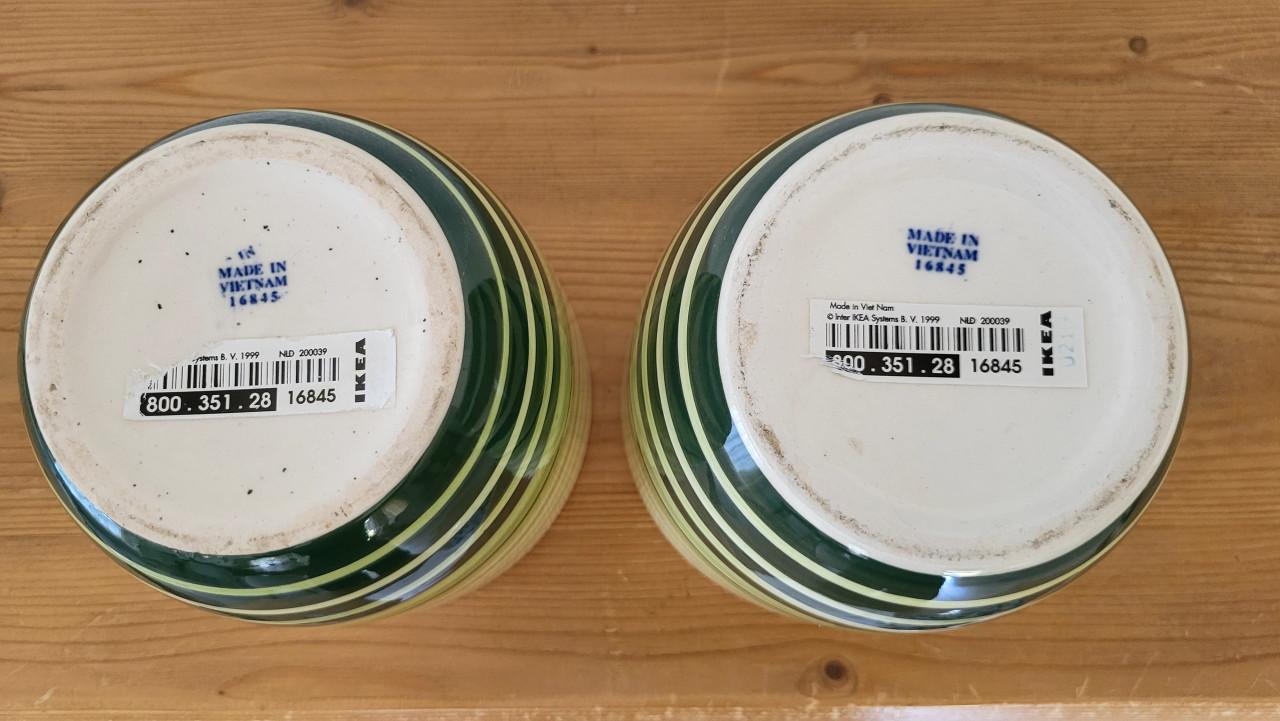 MADE IN
VIETNAM
16845
ystems B. V. 1999 NLD 200039
800.351.28 16845
IKEA
MADE IN
VIETNAM
16845
Made in Viet Nam
© Inter IKEA Systems B. V. 1999 NLD 200039
800.351.28 16845
IKEA